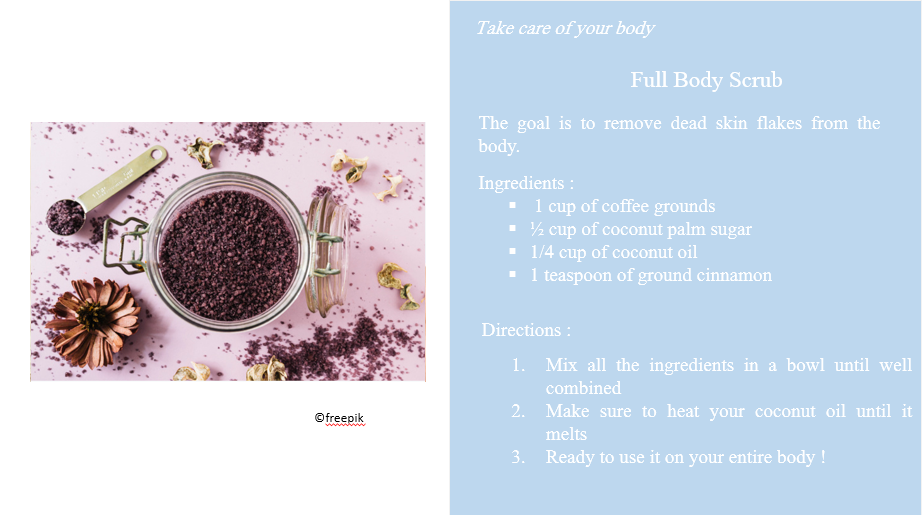 Take care of your body
Full Body Scrub
The goal is to remove dead skin flakes from the
body.
Ingredients :
▪ 1 cup of coffee grounds
▪ ½ cup of coconut palm sugar
▪ 1/4 cup of coconut oil
▪ 1 teaspoon of ground cinnamon
Directions :
1. Mix all the ingredients in a bowl until well
combined
2. Make sure to heat your coconut oil until it
melts
3. Ready to use it on your entire body !
©freepik